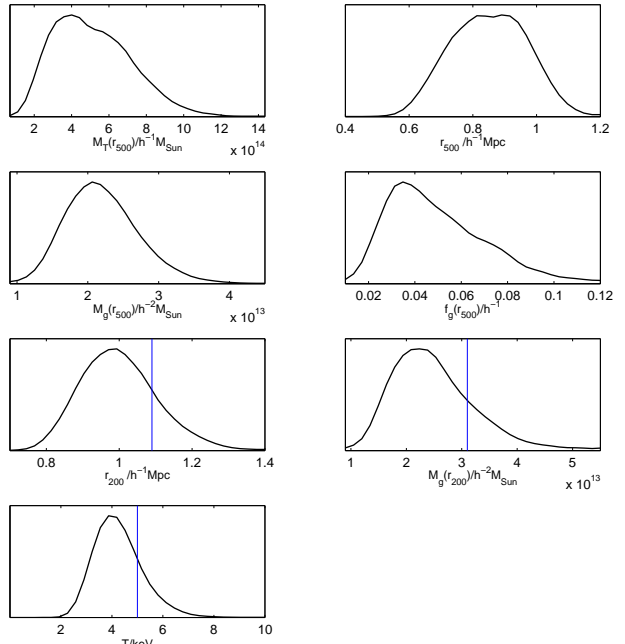 2 4 6 8 10 12 14
M_T(r_500)/h^-1M_Sun
x 10^14
0.4 0.6 0.8 1 1.2
r_500/h^-1Mpc
1 2 3 4
M_g(r_500)/h^-2M_Sun
x 10^13
0.02 0.04 0.06 0.08 0.1 0.12
f_g(r_500)/h^-1
0.8 1 1.2 1.4
r_200/h^-1Mpc
1 2 3 4 5
M_g(r_200)/h^-2M_Sun
x 10^13
2 4 6 8 10
T/keV